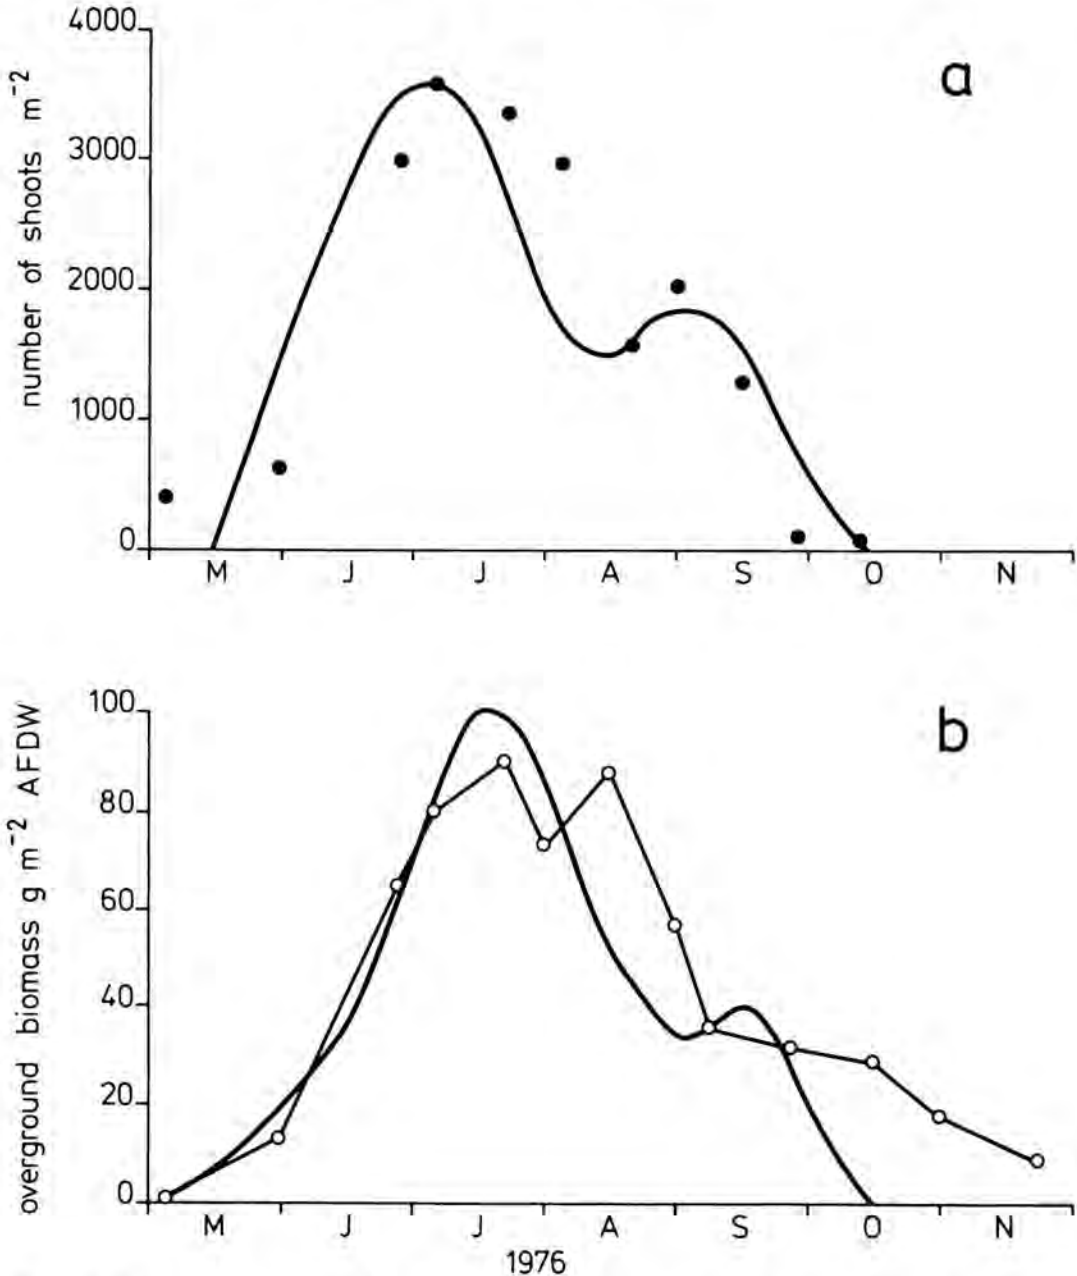 a
number of shoots m⁻²
4000
3000
2000
1000
0
M J J A S O N
b
overground biomass g m⁻² AFDW
100
80
60
40
20
0
M J J A S O N
1976